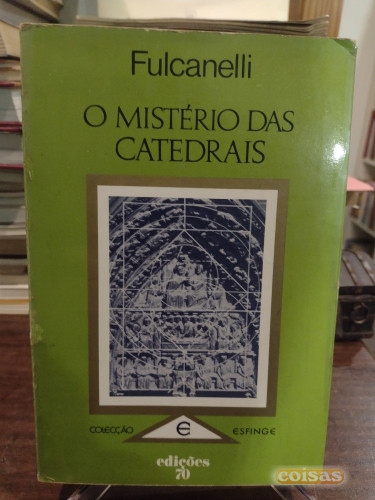 Fulcanelli
O MISTÉRIO DAS
CATEDRAIS
COLECÇÃO E ESFINGE
edições
70
coisas